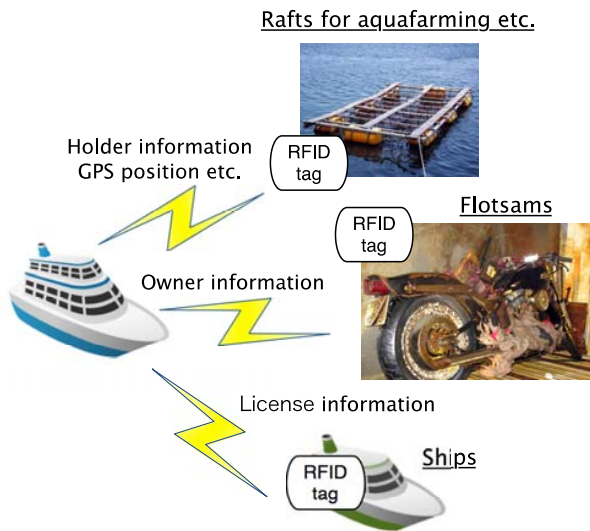 Rafts for aquafarming etc.
Holder information
GPS position etc.
RFID
tag
Flotsams
RFID
tag
Owner information
License information
Ships
RFID
tag